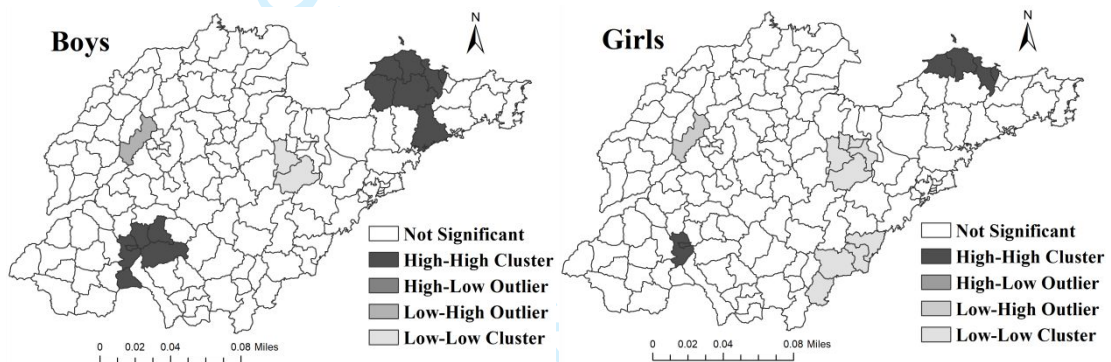 Boys
N
Not Significant
High-High Cluster
High-Low Outlier
Low-High Outlier
Low-Low Cluster
0 0.02 0.04 0.08 Miles
Girls
N
Not Significant
High-High Cluster
High-Low Outlier
Low-High Outlier
Low-Low Cluster
0 0.02 0.04 0.08 Miles